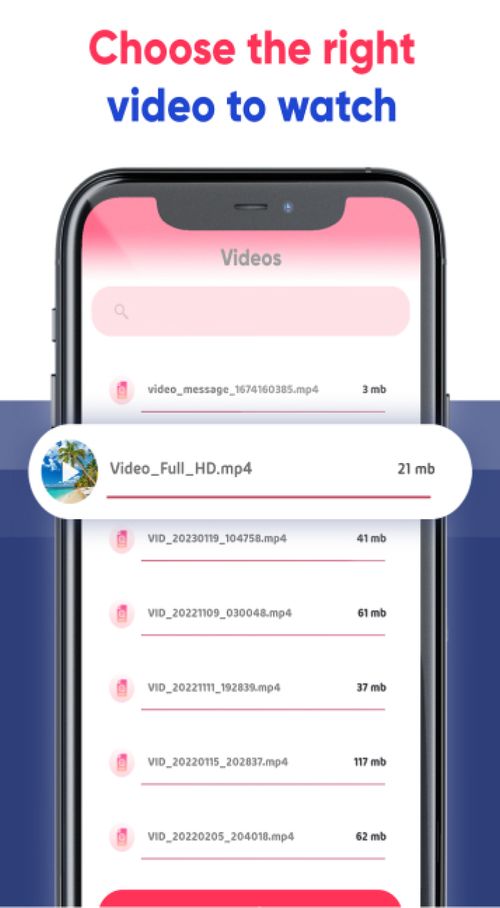 Choose the right
video to watch
Videos
video_message_1674160385.mp4 3 mb
Video_Full_HD.mp4 21 mb
VID_20230119_104758.mp4 41 mb
VID_20221109_030048.mp4 61 mb
VID_20221111_192839.mp4 37 mb
VID_20220115_202837.mp4 117 mb
VID_20220205_204018.mp4 62 mb